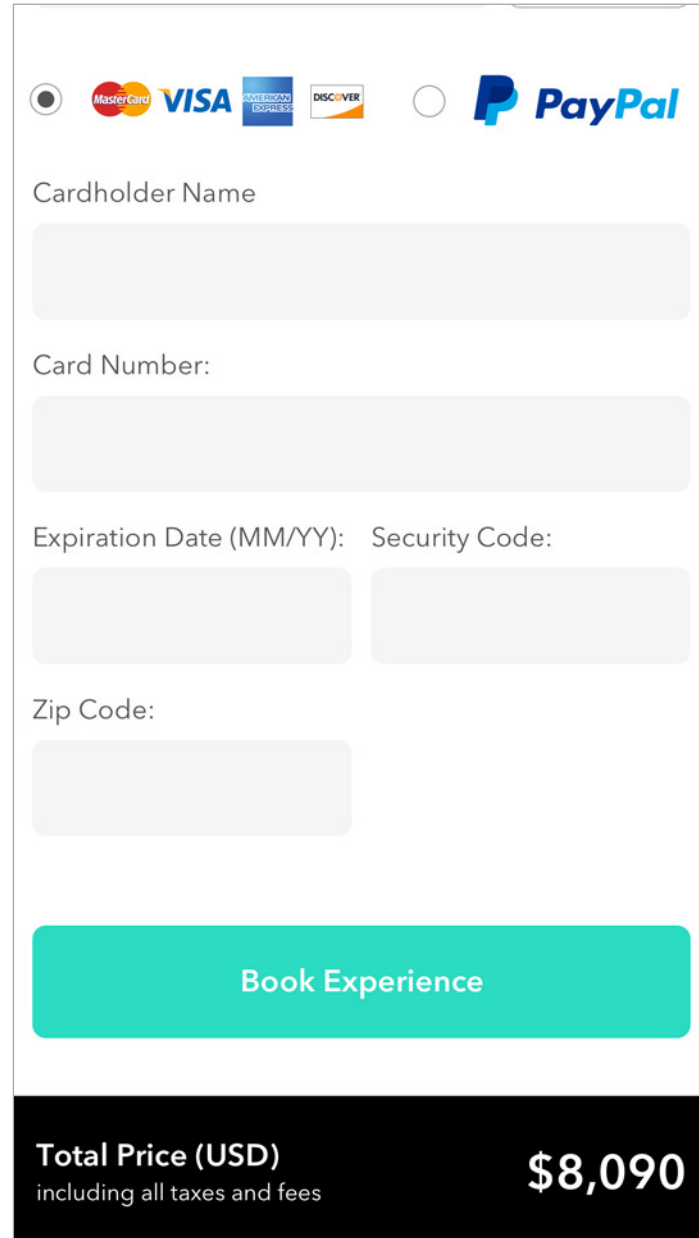 MasterCard VISA AMERICAN EXPRESS DISCOVER PayPal
Cardholder Name
Card Number:
Expiration Date (MM/YY): Security Code:
Zip Code:
Book Experience
Total Price (USD) $8,090
including all taxes and fees